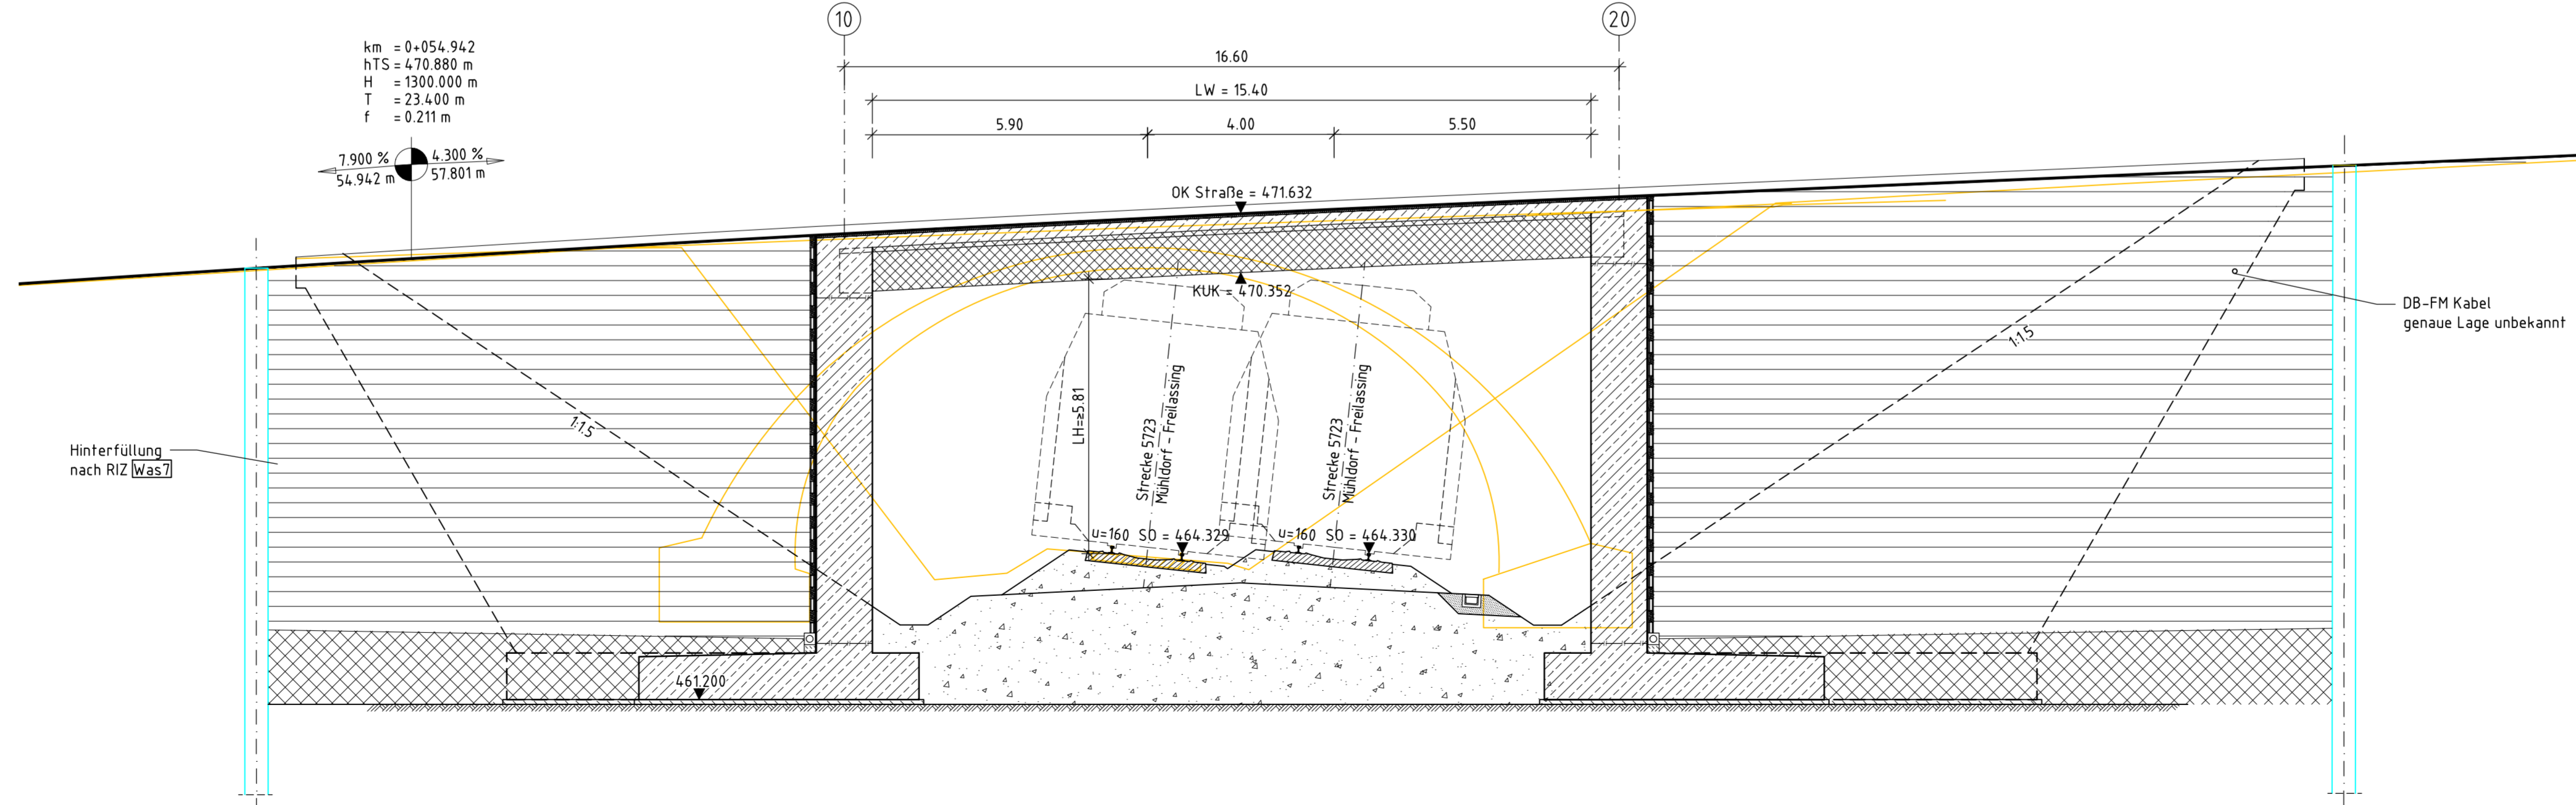 10
20
km = 0+054.942
hTS = 470.880 m
H = 1300.000 m
T = 23.400 m
f = 0.211 m
16.60
LW = 15.40
5.90
4.00
5.50
7.900 %
4.300 %
54.942 m
57.801 m
OK Straße = 471.632
KUK = 470.352
DB-FM Kabel
genaue Lage unbekannt
1:1.5
1:1.5
LH=≥5.81
Strecke 5723
Mühldorf - Freilassing
Strecke 5723
Mühldorf - Freilassing
Hinterfüllung
nach RIZ Was7
u=160 SO = 464.329
u=160 SO = 464.330
461.200